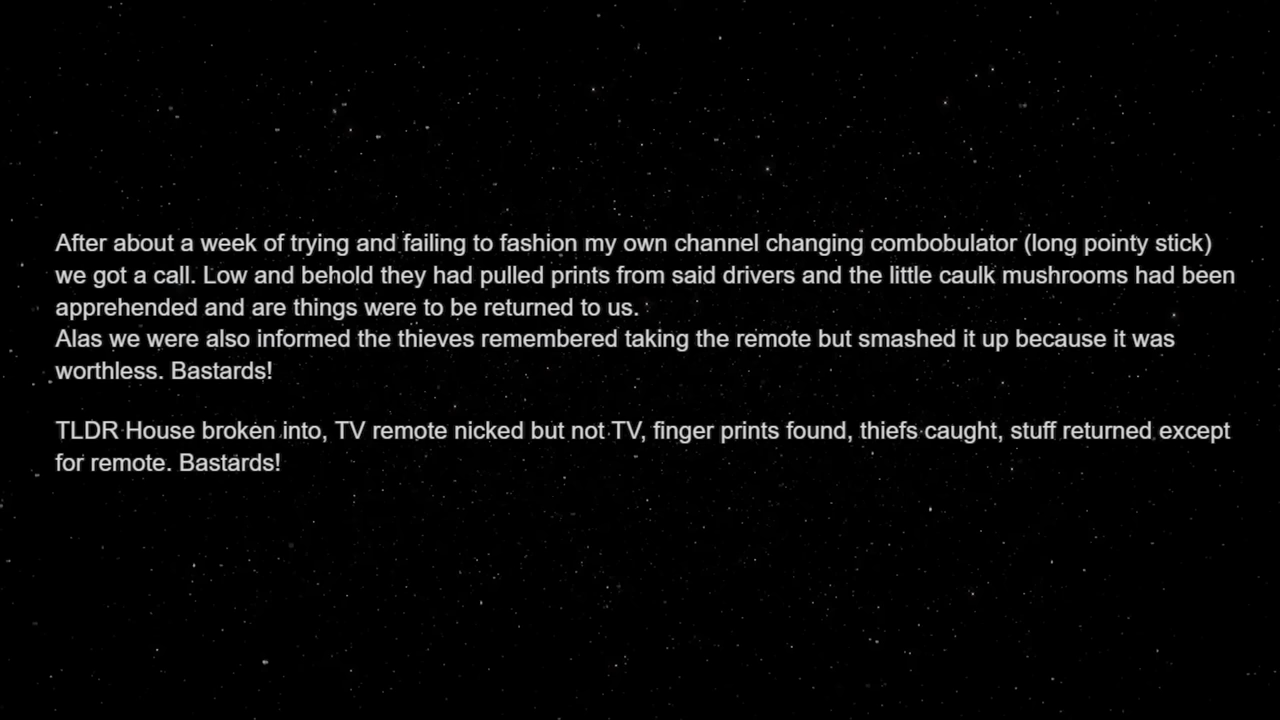 After about a week of trying and failing to fashion my own channel changing combobulator (long pointy stick)
we got a call. Low and behold they had pulled prints from said drivers and the little caulk mushrooms had been
apprehended and are things were to be returned to us.
Alas we were also informed the thieves remembered taking the remote but smashed it up because it was
worthless. Bastards!
TLDR House broken into, TV remote nicked but not TV, finger prints found, thiefs caught, stuff returned except
for remote. Bastards!